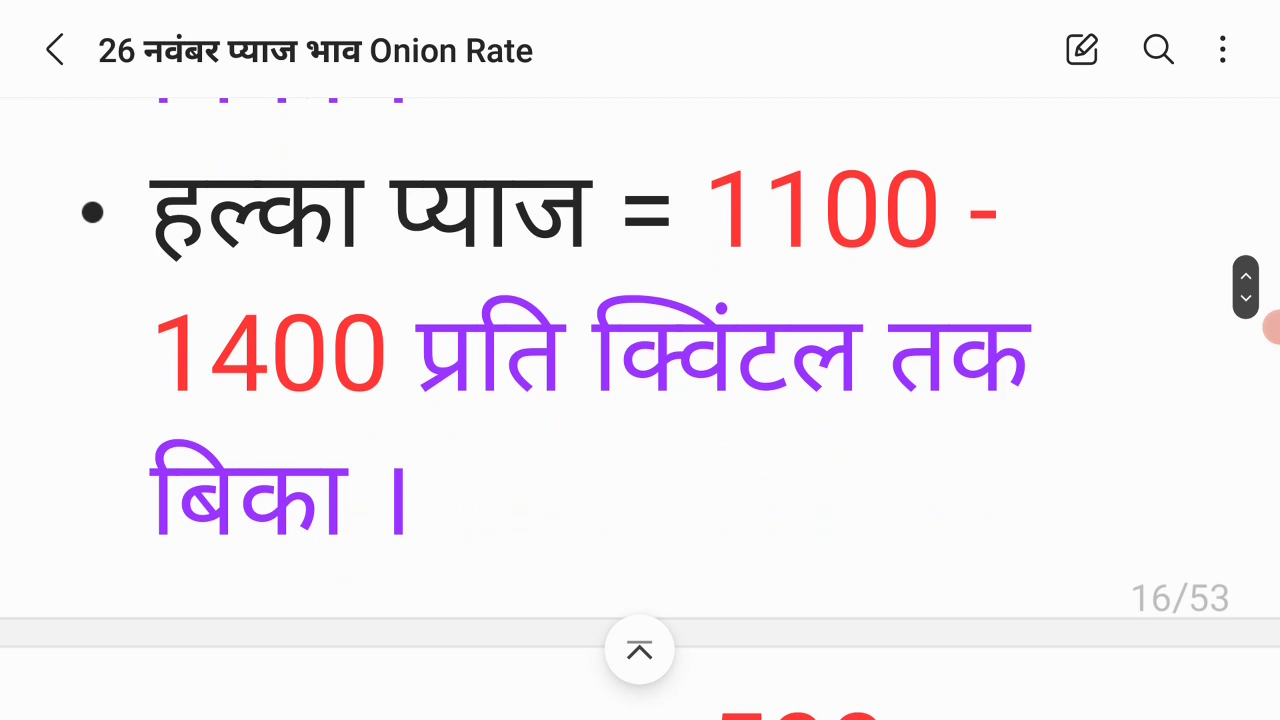 26 नवंबर प्याज भाव Onion Rate
• हल्का प्याज = 1100 -
1400 प्रति क्विंटल तक
बिका ।
16/53